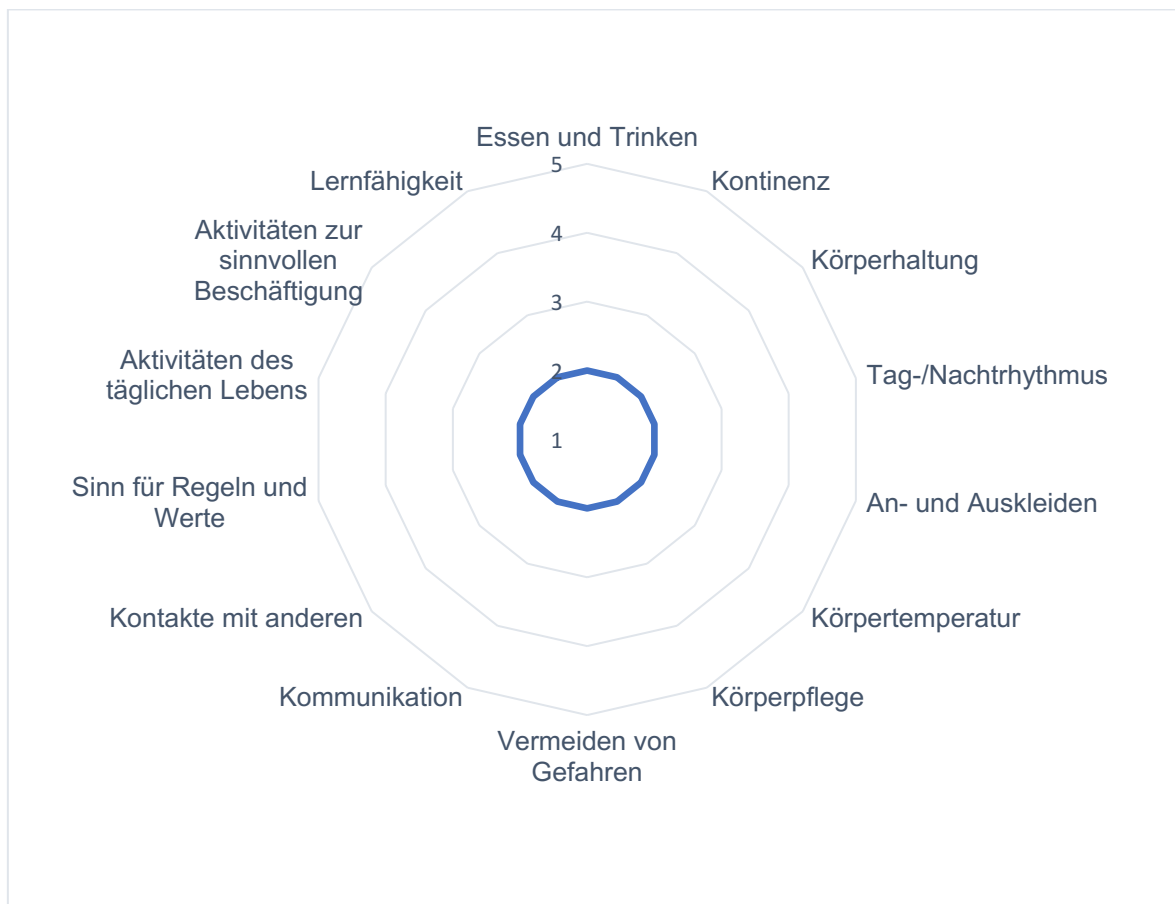 Essen und Trinken
5
Kontinenz
Lernfähigkeit
Aktivitäten zur
sinnvollen
Beschäftigung
4
Körperhaltung
3
Aktivitäten des
täglichen Lebens
2
Tag-/Nachtrhythmus
1
Sinn für Regeln und
Werte
An- und Auskleiden
Kontakte mit anderen
Körpertemperatur
Kommunikation
Körperpflege
Vermeiden von
Gefahren